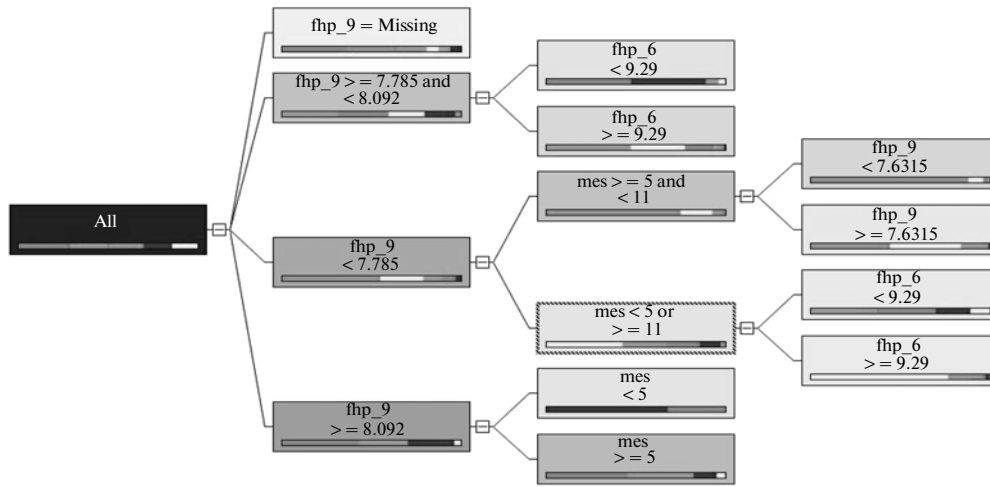 All
fhp_9 = Missing
fhp_9 > = 7.785 and
< 8.092
fhp_6
< 9.29
fhp_6
> = 9.29
fhp_9
< 7.785
mes > = 5 and
< 11
fhp_9
< 7.6315
fhp_9
> = 7.6315
mes < 5 or
> = 11
fhp_6
< 9.29
fhp_6
> = 9.29
fhp_9
> = 8.092
mes
< 5
mes
> = 5